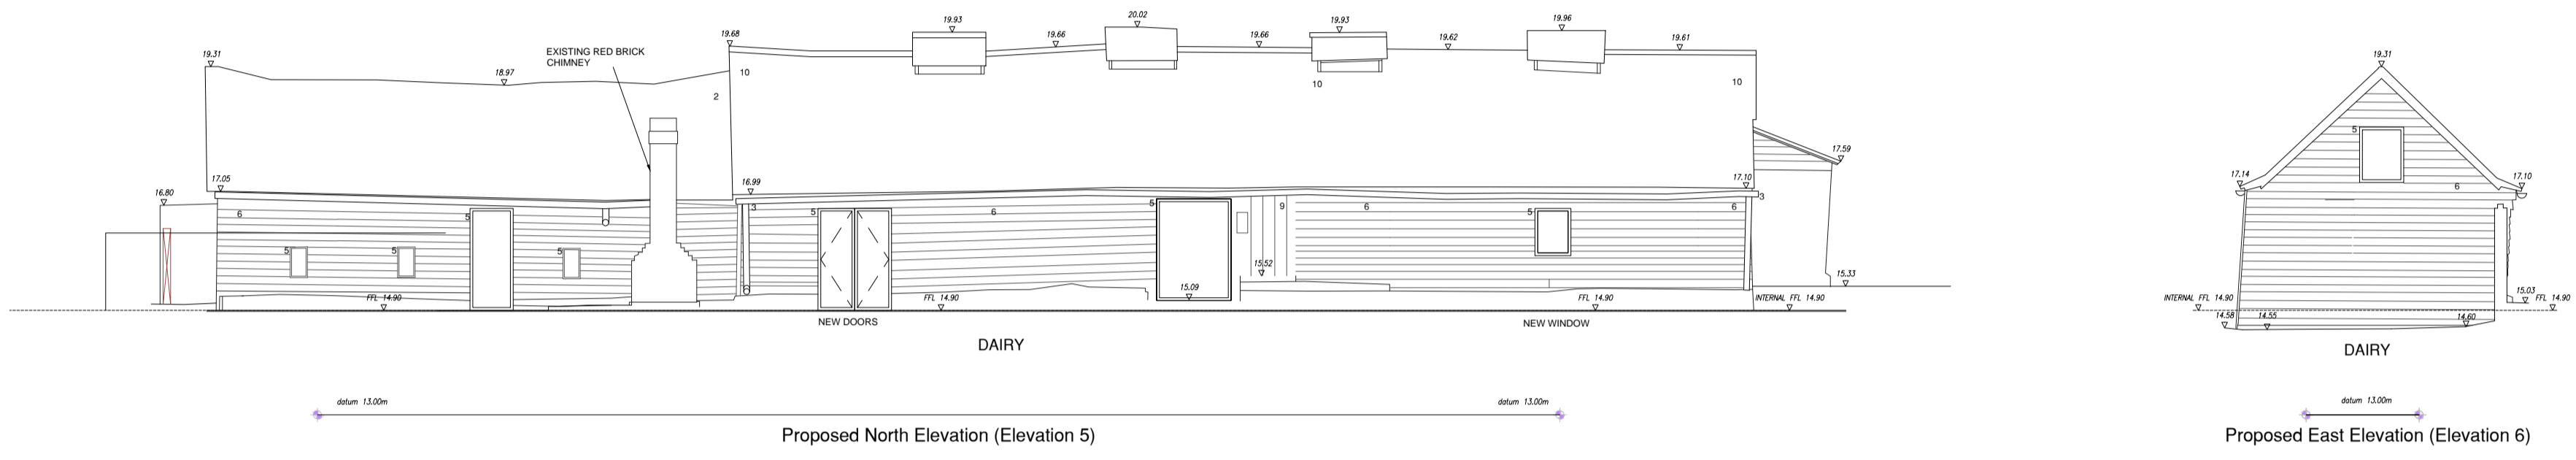 20.02
19.93
19.93
19.96
19.68
19.66
19.66
19.62
19.61
19.31
EXISTING RED BRICK
CHIMNEY
18.97
10
10
10
2
17.59
17.05
16.99
17.10
16.80
3
3
6
5
5
6
5
9
6
5
6
5
5
5
15.52
15.33
15.09
FFL 14.90
FFL 14.90
FFL 14.90
INTERNAL FFL 14.90
NEW DOORS
NEW WINDOW
DAIRY
datum 13.00m
datum 13.00m
Proposed North Elevation (Elevation 5)
19.31
5
17.14
17.10
6
INTERNAL FFL 14.90
15.03
FFL 14.90
14.58
14.55
14.60
DAIRY
datum 13.00m
Proposed East Elevation (Elevation 6)